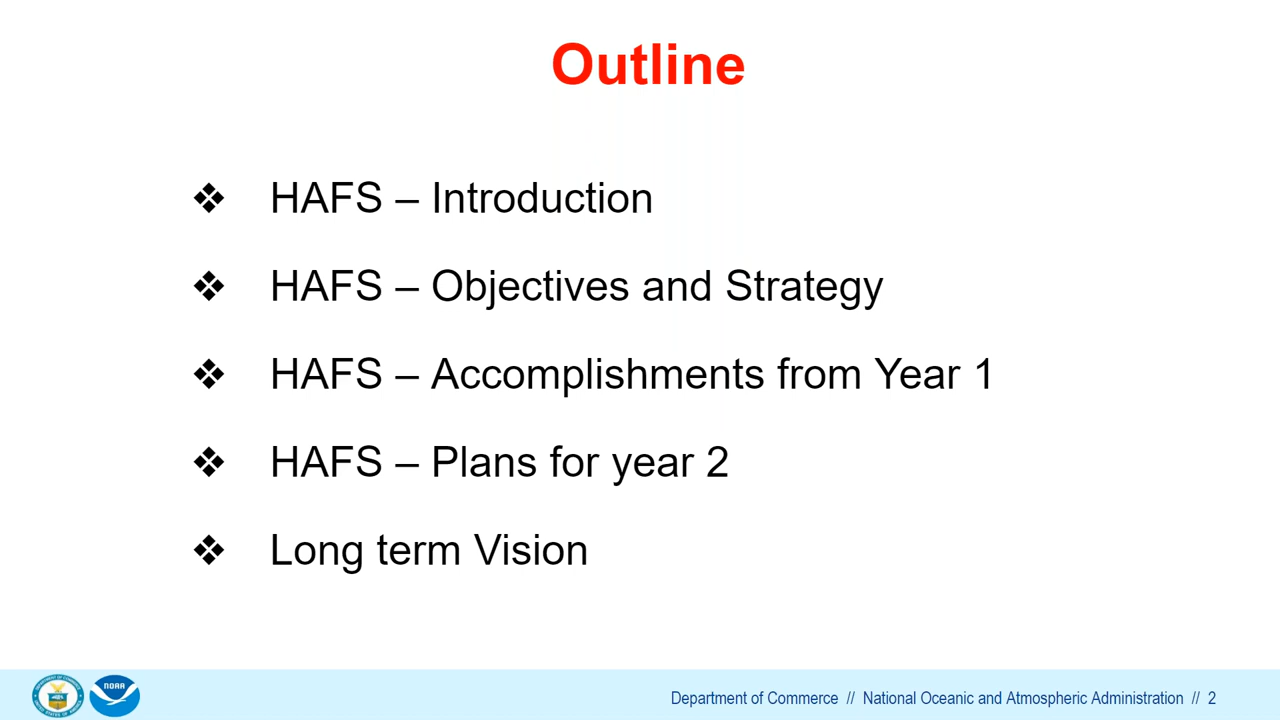 Outline
❖ HAFS – Introduction
❖ HAFS – Objectives and Strategy
❖ HAFS – Accomplishments from Year 1
❖ HAFS – Plans for year 2
❖ Long term Vision
NOAA
Department of Commerce // National Oceanic and Atmospheric Administration // 2